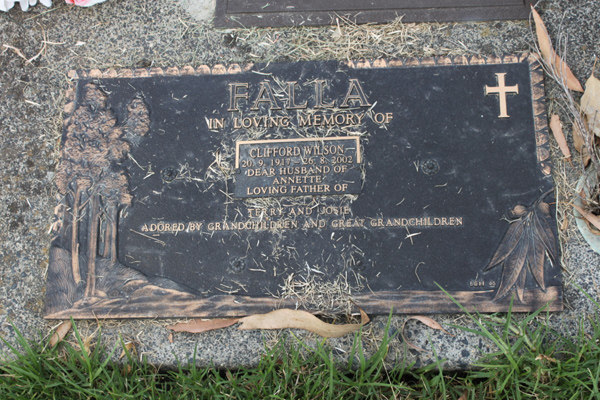 FALLA
IN LOVING MEMORY OF
CLIFFORD WILSON
20. 9. 1917 - 26. 8. 2002
DEAR HUSBAND OF
ANNETTE
LOVING FATHER OF
TERRY AND JOSIE
ADORED BY GRANDCHILDREN AND GREAT GRANDCHILDREN